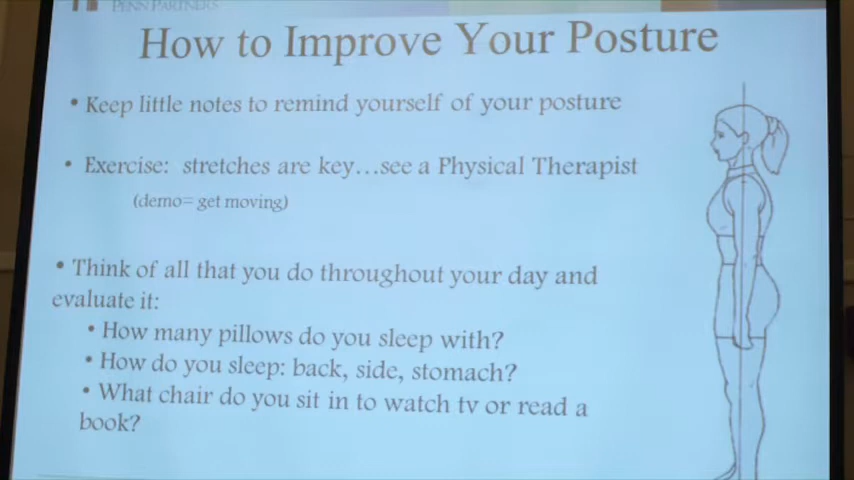 PENN PARTNERS
How to Improve Your Posture
• Keep little notes to remind yourself of your posture
• Exercise: stretches are key...see a Physical Therapist
(demo= get moving)
• Think of all that you do throughout your day and
evaluate it:
• How many pillows do you sleep with?
• How do you sleep: back, side, stomach?
• What chair do you sit in to watch tv or read a
book?